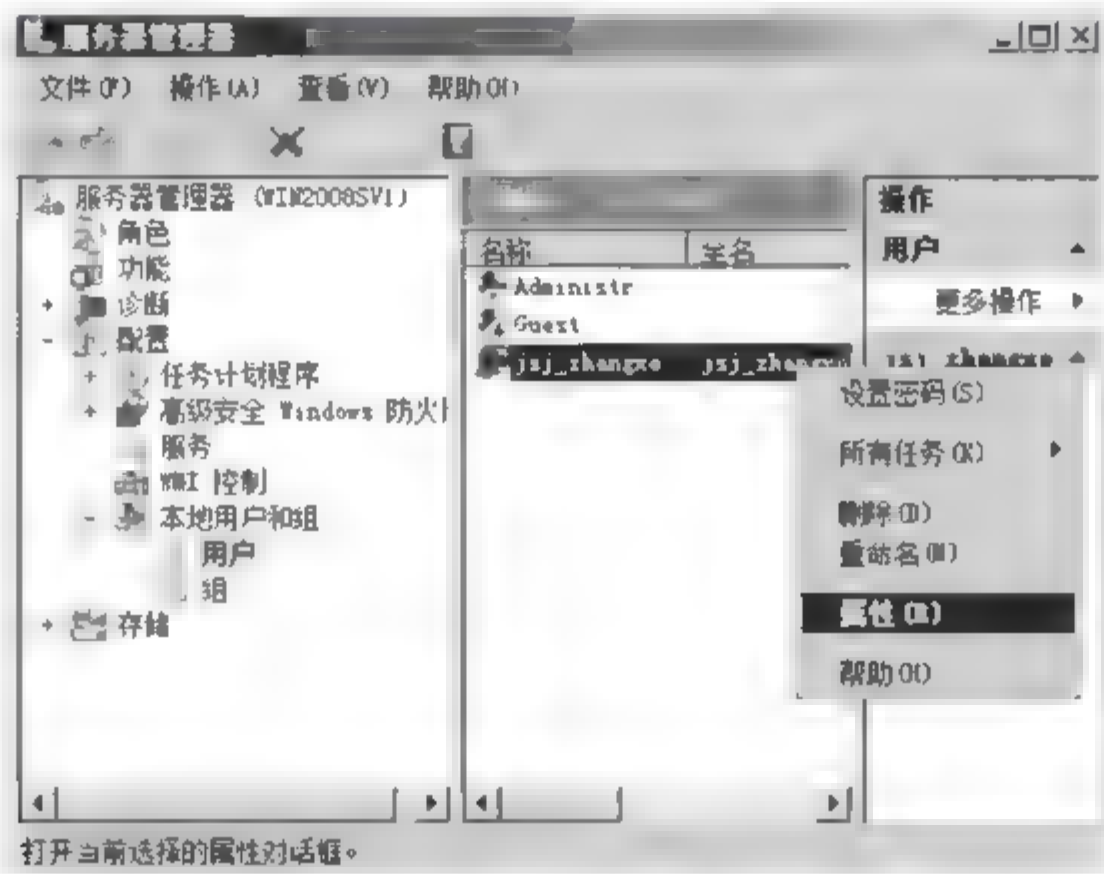 服务器管理器
文件(F) 操作(A) 查看(V) 帮助(H)
服务器管理器 (WIN2008SV1)
角色
功能
诊断
配置
任务计划程序
高级安全 Windows 防火
服务
WMI 控制
本地用户和组
用户
组
存储
名称 全名
Administr
Guest
jsj_zhangxe jsj_zhang
操作
用户
更多操作
设置密码(S)
所有任务(K)
删除(D)
重命名(M)
属性(R)
帮助(H)
打开当前选择的属性对话框。